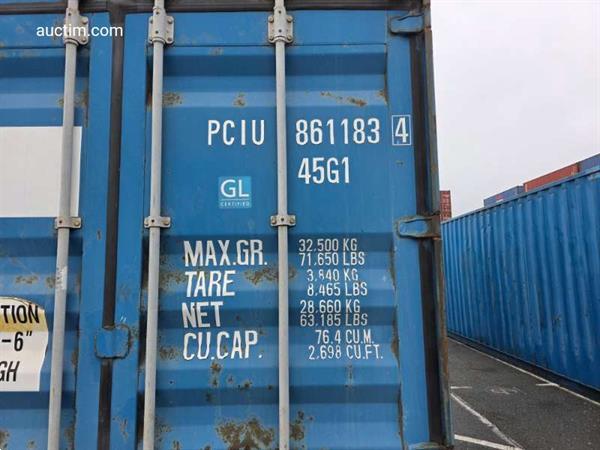 auctim.com
PCIU 861183 4
45G1
GL
CERTIFIED
MAX.GR. 32.500 KG
71.650 LBS
TARE 3.840 KG
8.465 LBS
NET 28.660 KG
63.185 LBS
CU.CAP. 76.4 CU.M.
2.698 CU.FT.
TION
-6"
GH